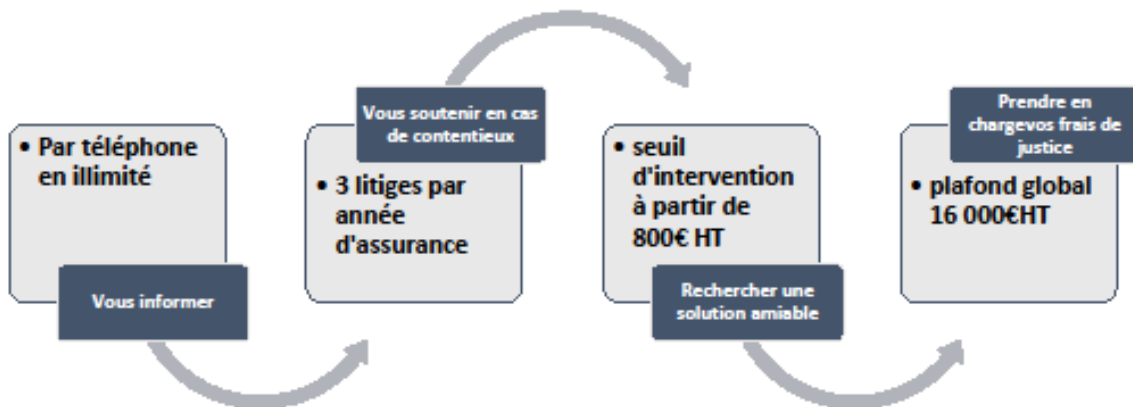 • Par téléphone
en illimité
Vous informer
Vous soutenir en cas
de contentieux
• 3 litiges par
année
d'assurance
• seuil
d'intervention
à partir de
800€ HT
Rechercher une
solution amiable
Prendre en
chargevos frais de
justice
• plafond global
16 000€HT